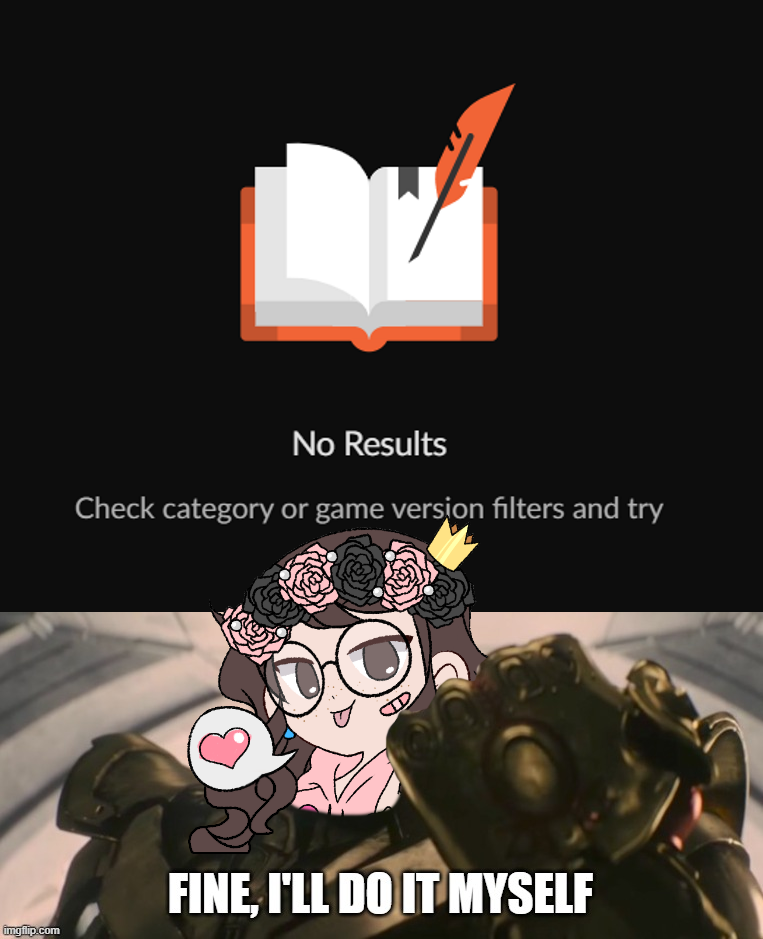 No Results
Check category or game version filters and try
FINE, I'LL DO IT MYSELF
imgflip.com